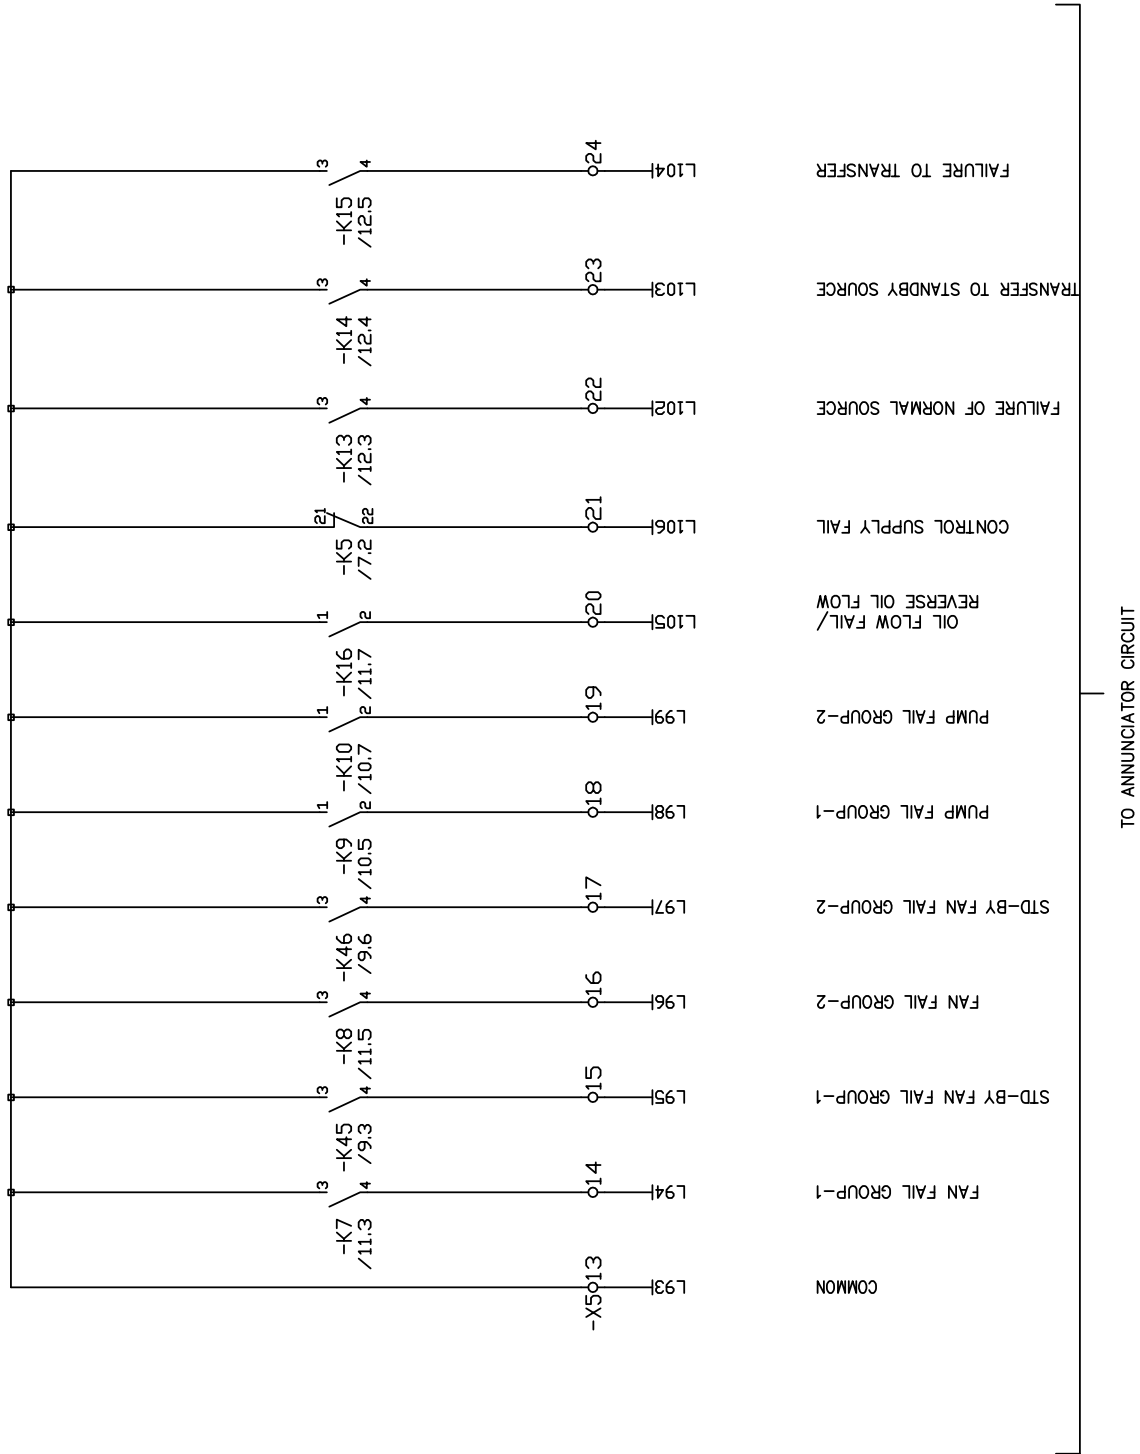 3 4
-K15
/12.5
24
L104
FAILURE TO TRANSFER
3 4
-K14
/12.4
23
L103
TRANSFER TO STANDBY SOURCE
3 4
-K13
/12.3
22
L102
FAILURE OF NORMAL SOURCE
21 22
-K5
/7.2
21
L106
CONTROL SUPPLY FAIL
1 2
-K16
/11.7
20
L105
OIL FLOW FAIL/
REVERSE OIL FLOW
1 2
-K10
/10.7
19
L99
PUMP FAIL GROUP-2
1 2
-K9
/10.5
18
L98
PUMP FAIL GROUP-1
3 4
-K46
/9.6
17
L97
STD-BY FAN FAIL GROUP-2
3 4
-K8
/11.5
16
L96
FAN FAIL GROUP-2
3 4
-K45
/9.3
15
L95
STD-BY FAN FAIL GROUP-1
3 4
-K7
/11.3
14
L94
FAN FAIL GROUP-1
-X5 13
L93
COMMON
TO ANNUNCIATOR CIRCUIT